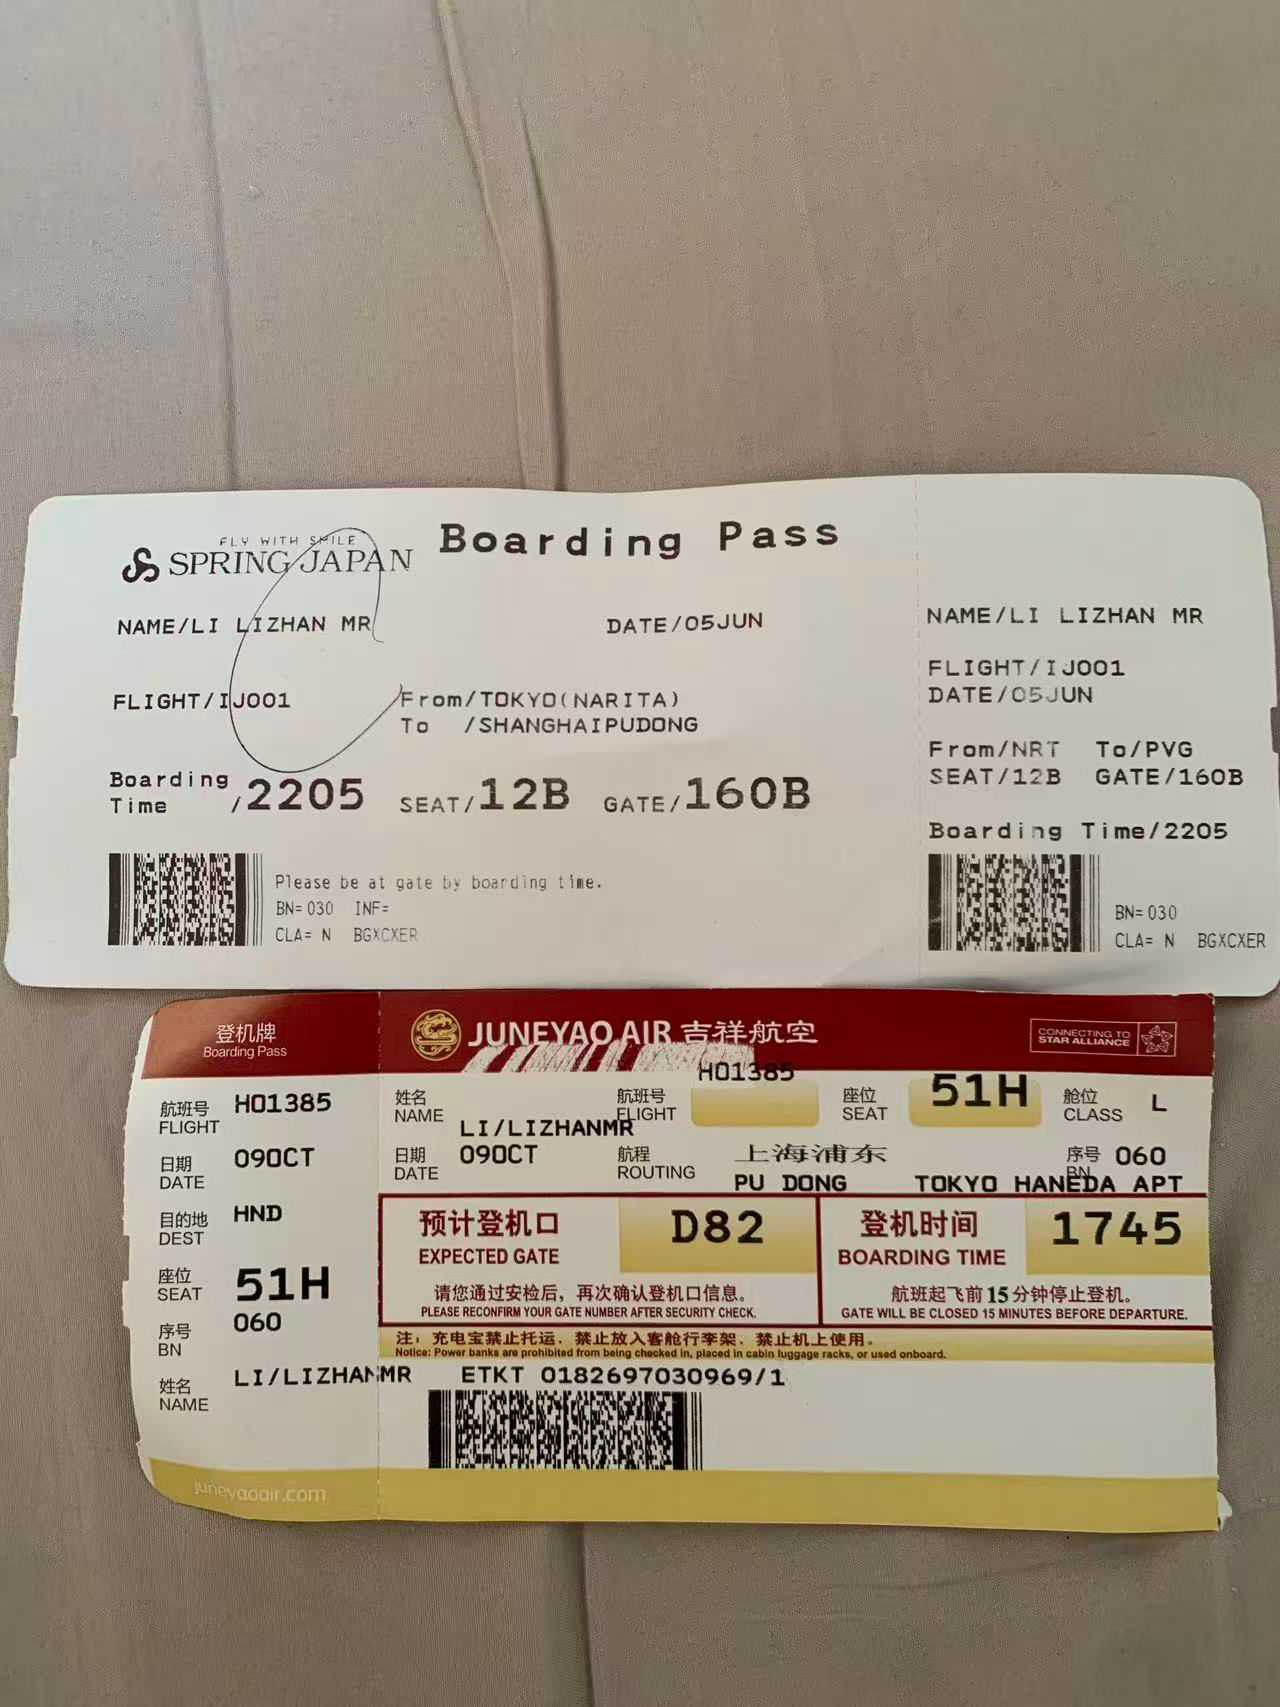 FLY WITH SMILE
SPRING JAPAN
Boarding Pass
NAME/LI LIZHAN MR
DATE/05JUN
FLIGHT/IJ001
From/TOKYO(NARITA)
To /SHANGHAIPUDONG
Boarding Time /2205
SEAT/12B
GATE/160B
Please be at gate by boarding time.
BN= 030 INF=
CLA= N BGXCXER
NAME/LI LIZHAN MR
FLIGHT/IJ001
DATE/05JUN
From/NRT To/PVG
SEAT/12B GATE/160B
Boarding Time/2205
BN= 030
CLA= N BGXCXER
登机牌
Boarding Pass
航班号 FLIGHT HO1385
日期 DATE 09OCT
目的地 DEST HND
座位 SEAT 51H
序号 BN 060
姓名 NAME LI/LIZHANMR
juneyaoair.com
JUNEYAO AIR 吉祥航空
CONNECTING TO
STAR ALLIANCE
姓名 NAME LI/LIZHANMR
航班号 FLIGHT HO1385
座位 SEAT 51H
舱位 CLASS L
日期 DATE 09OCT
航程 ROUTING 上海浦东
PU DONG TOKYO HANEDA APT
序号 BN 060
预计登机口
EXPECTED GATE
D82
请您通过安检后，再次确认登机口信息。
PLEASE RECONFIRM YOUR GATE NUMBER AFTER SECURITY CHECK.
登机时间
BOARDING TIME
1745
航班起飞前15分钟停止登机。
GATE WILL BE CLOSED 15 MINUTES BEFORE DEPARTURE.
注：充电宝禁止托运、禁止放入客舱行李架、禁止机上使用。
Notice: Power banks are prohibited from being checked in, placed in cabin luggage racks, or used onboard.
ETKT 0182697030969/1